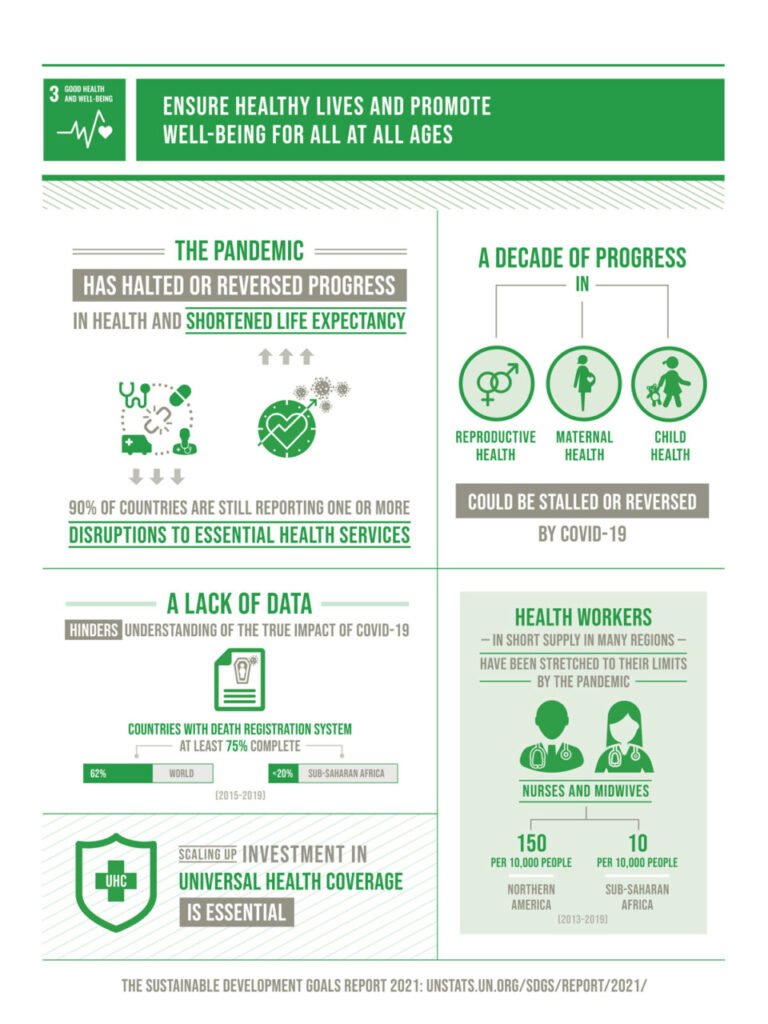 3 GOOD HEALTH
AND WELL-BEING
ENSURE HEALTHY LIVES AND PROMOTE
WELL-BEING FOR ALL AT ALL AGES
THE PANDEMIC
HAS HALTED OR REVERSED PROGRESS
IN HEALTH AND SHORTENED LIFE EXPECTANCY
90% OF COUNTRIES ARE STILL REPORTING ONE OR MORE
DISRUPTIONS TO ESSENTIAL HEALTH SERVICES
A DECADE OF PROGRESS
IN
REPRODUCTIVE
HEALTH
MATERNAL
HEALTH
CHILD
HEALTH
COULD BE STALLED OR REVERSED
BY COVID-19
A LACK OF DATA
HINDERS UNDERSTANDING OF THE TRUE IMPACT OF COVID-19
COUNTRIES WITH DEATH REGISTRATION SYSTEM
AT LEAST 75% COMPLETE
62% WORLD
<20% SUB-SAHARAN AFRICA
(2015-2019)
HEALTH WORKERS
– IN SHORT SUPPLY IN MANY REGIONS –
HAVE BEEN STRETCHED TO THEIR LIMITS
BY THE PANDEMIC
NURSES AND MIDWIVES
150
PER 10,000 PEOPLE
NORTHERN
AMERICA
10
PER 10,000 PEOPLE
SUB-SAHARAN
AFRICA
(2013-2019)
UHC
SCALING UP INVESTMENT IN
UNIVERSAL HEALTH COVERAGE
IS ESSENTIAL
THE SUSTAINABLE DEVELOPMENT GOALS REPORT 2021: UNSTATS.UN.ORG/SDGS/REPORT/2021/